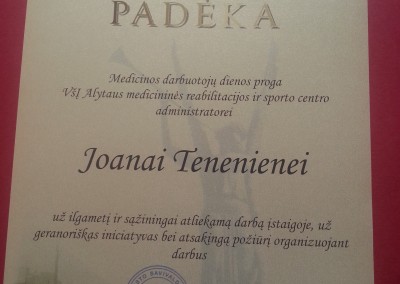 PADĖKA
Medicinos darbuotojų dienos proga
VšĮ Alytaus medicininės reabilitacijos ir sporto centro
administratorei
Joanai Tenenienei
už ilgametį ir sąžiningai atliekamą darbą įstaigoje, už
geranoriškas iniciatyvas bei atsakingą požiūrį organizuojant
darbus